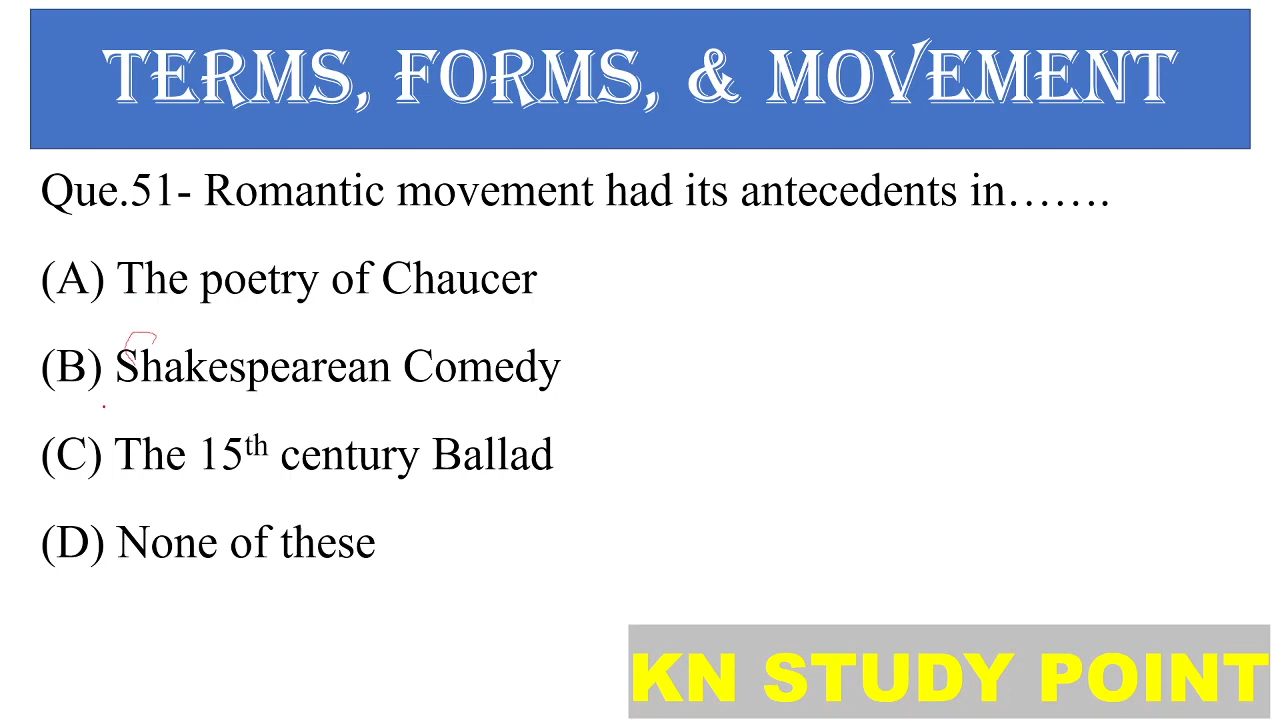 TERMS, FORMS, & MOVEMENT
Que.51- Romantic movement had its antecedents in…….
(A) The poetry of Chaucer
(B) Shakespearean Comedy
(C) The 15th century Ballad
(D) None of these
KN STUDY POINT